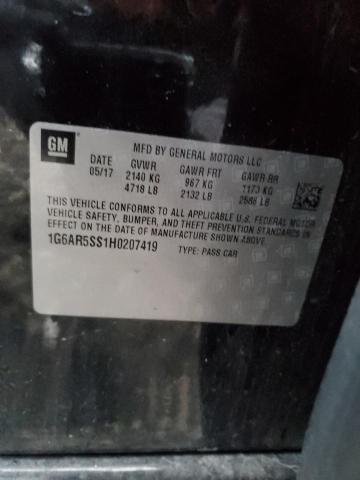 GM
MFD BY GENERAL MOTORS LLC
DATE GVWR GAWR FRT GAWR RR
05/17 2140 KG 967 KG 1173 KG
4718 LB 2132 LB 2588 LB
THIS VEHICLE CONFORMS TO ALL APPLICABLE U.S. FEDERAL MOTOR
VEHICLE SAFETY, BUMPER, AND THEFT PREVENTION STANDARDS IN
EFFECT ON THE DATE OF MANUFACTURE SHOWN ABOVE.
1G6AR5SS1H0207419 TYPE: PASS CAR